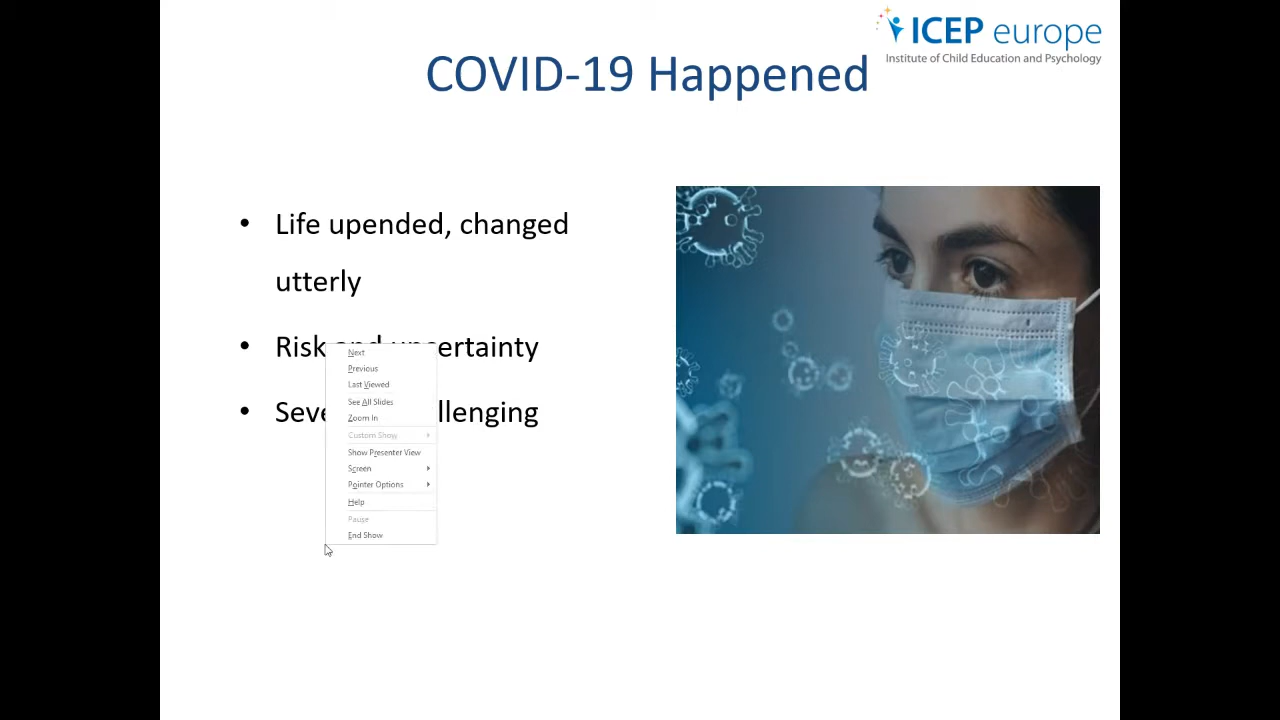 ICEP europe
Institute of Child Education and Psychology
COVID-19 Happened
• Life upended, changed
utterly
• Risk and uncertainty
•
Next
Previous
Last Viewed
See All Slides
Zoom In
Custom Show
Show Presenter View
Screen
Pointer Options
Help
Pause
End Show